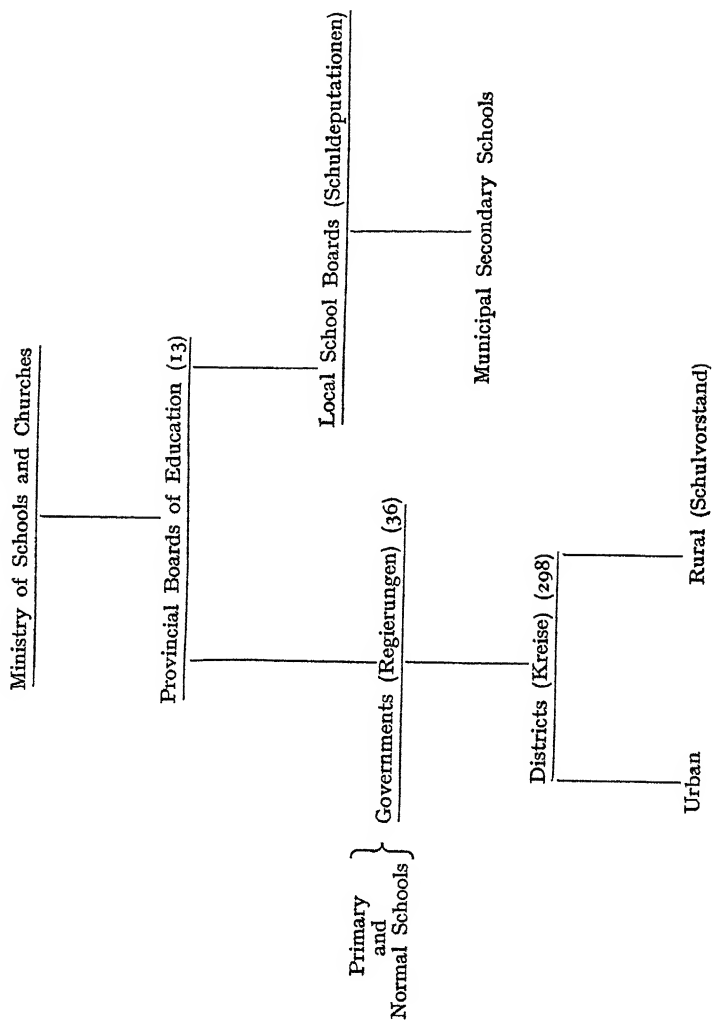 Ministry of Schools and Churches
Provincial Boards of Education (13)
Local School Boards (Schuldeputationen)
Municipal Secondary Schools
Primary
and
Normal Schools
Governments (Regierungen) (36)
Districts (Kreise) (298)
Urban
Rural (Schulvorstand)